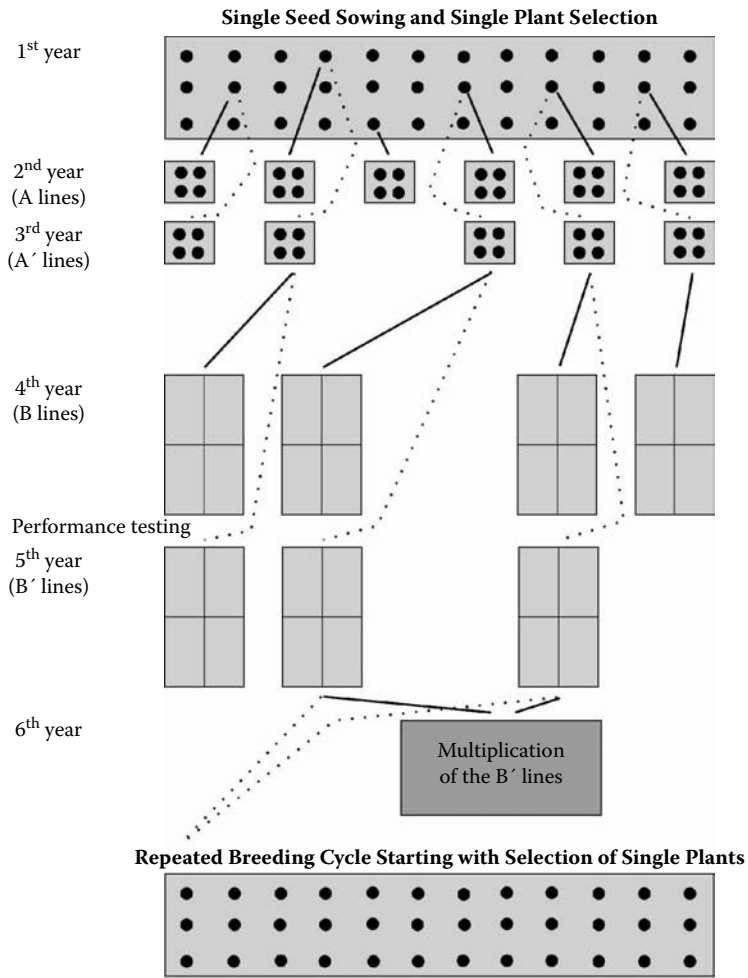 Single Seed Sowing and Single Plant Selection
1st year
2nd year
(A lines)
3rd year
(A´ lines)
4th year
(B lines)
Performance testing
5th year
(B´ lines)
6th year
Multiplication
of the B´ lines
Repeated Breeding Cycle Starting with Selection of Single Plants